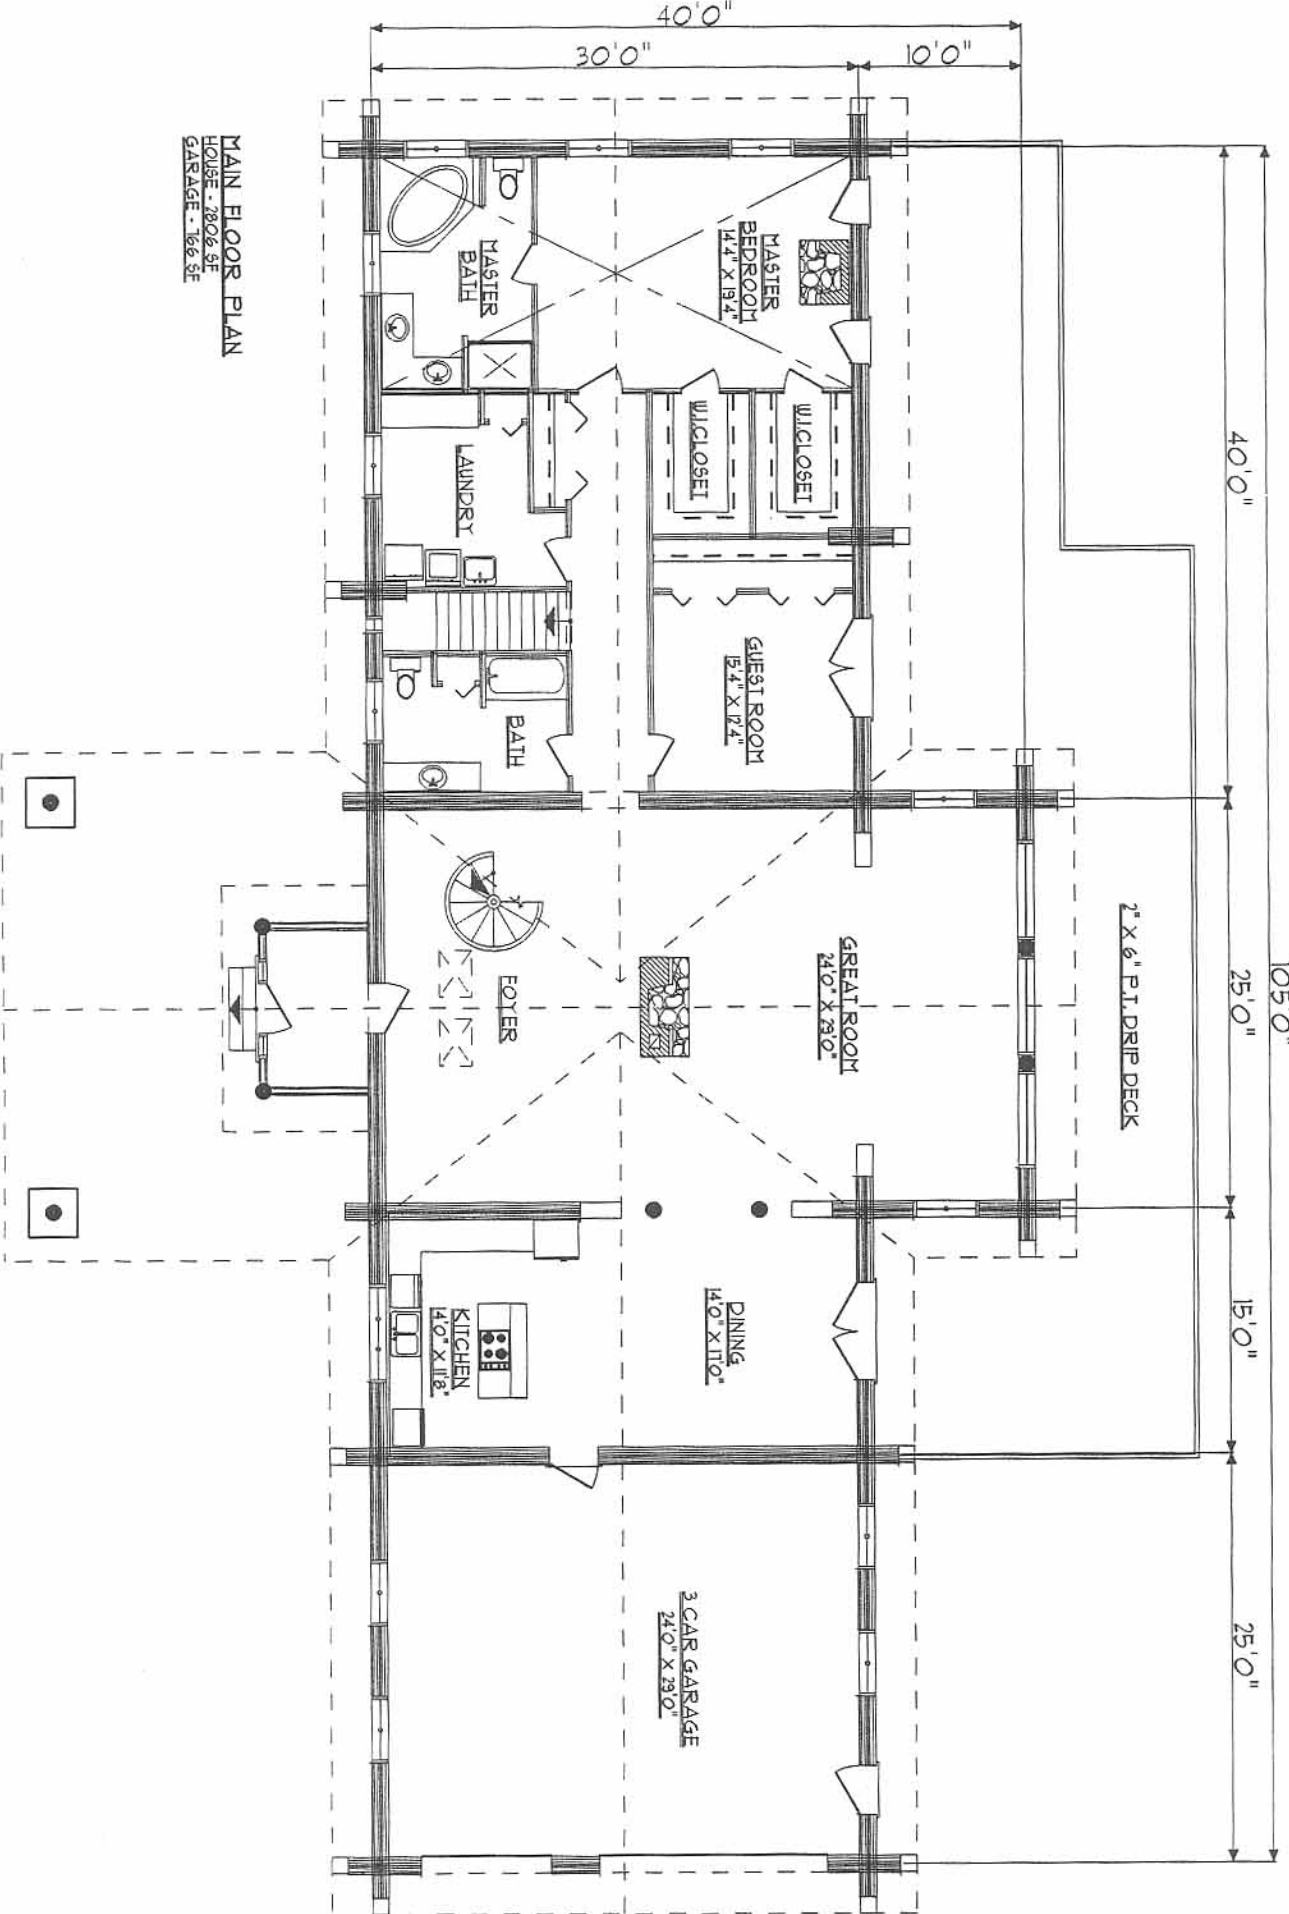 40'0"
30'0"
10'0"
MAIN FLOOR PLAN
HOUSE - 2806 SF
GARAGE - 766 SF
MASTER
BATH
MASTER
BEDROOM
14'4" X 19'4"
W.I.CLOSET
W.I.CLOSET
LAUNDRY
BATH
GUEST ROOM
15'4" X 12'4"
40'0"
105'0"
25'0"
2" X 6" P.T. DRIP DECK
FOYER
GREAT ROOM
24'0" X 29'0"
KITCHEN
14'0" X 11'8"
DINING
14'0" X 17'0"
15'0"
3 CAR GARAGE
24'0" X 29'0"
25'0"